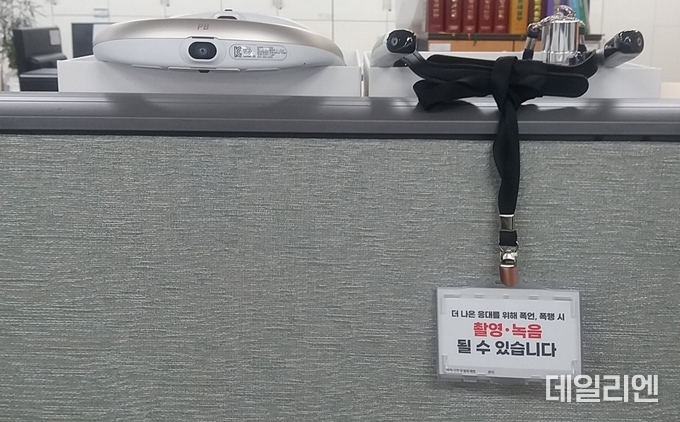 FB
더 나은 응대를 위해 폭언, 폭행 시
촬영·녹음
될 수 있습니다
데일리엔